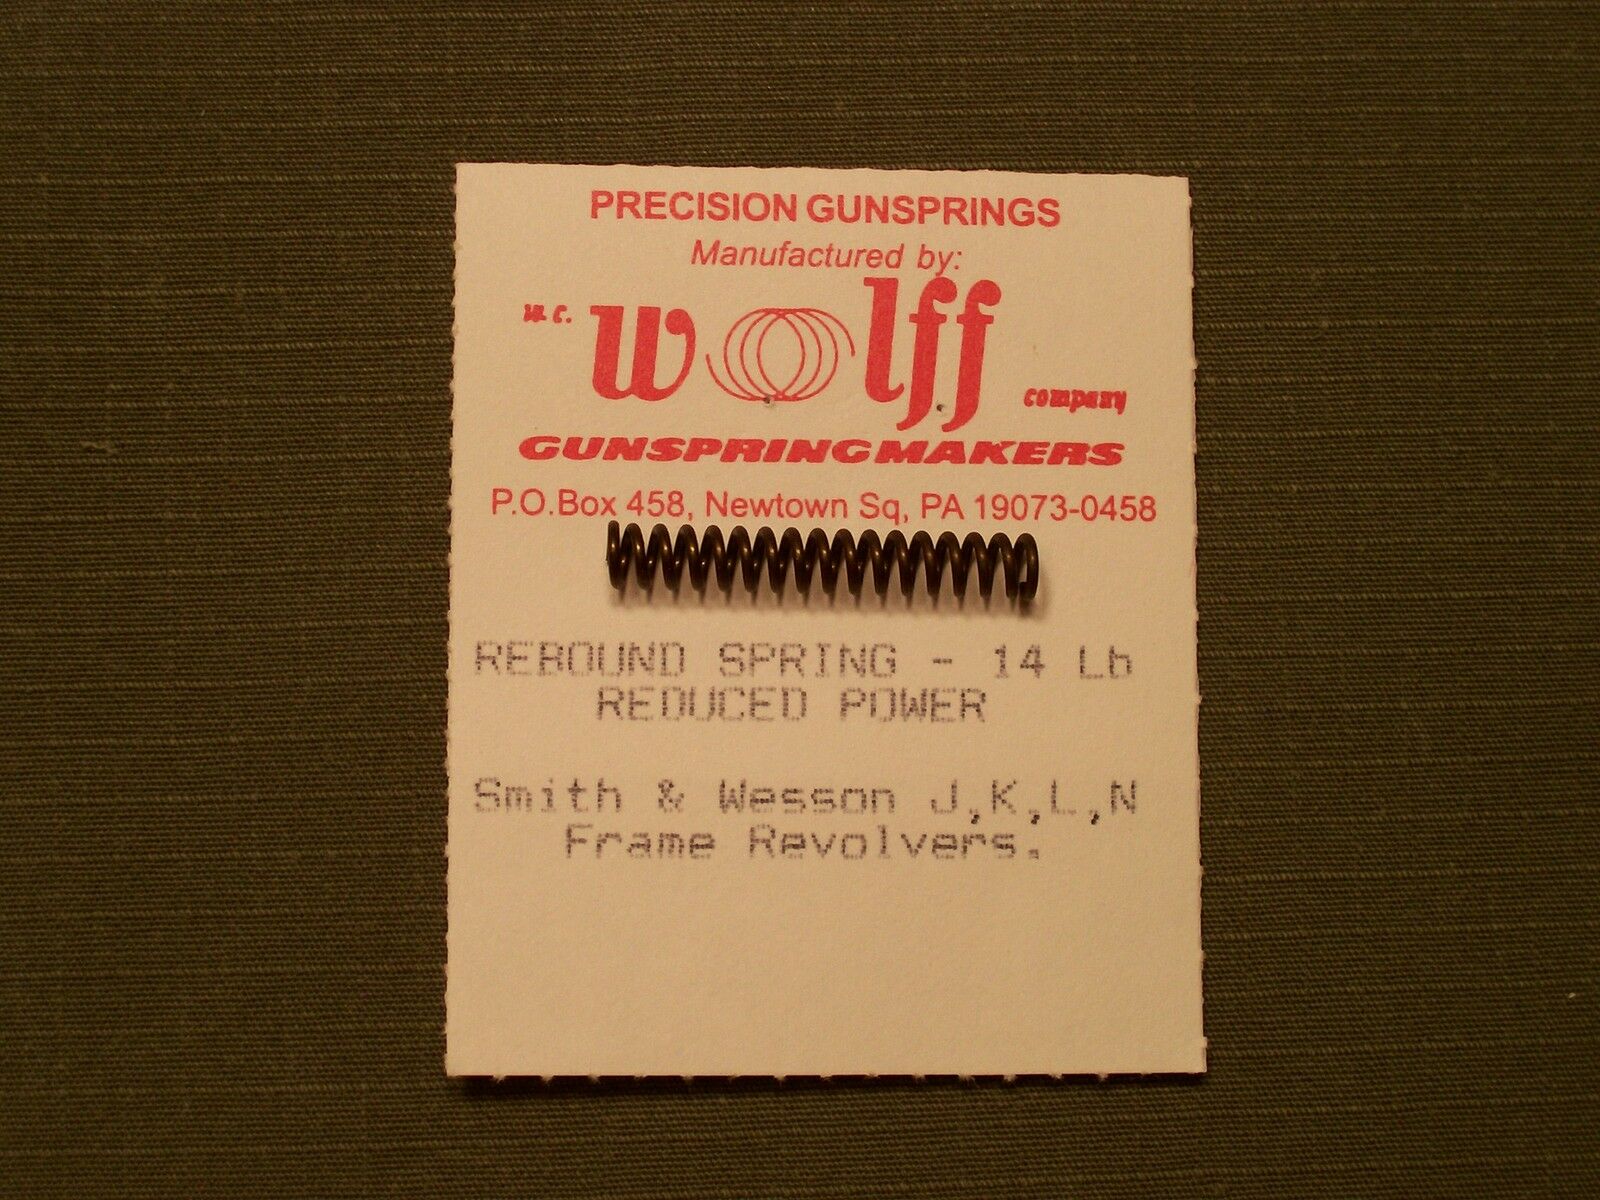 PRECISION GUNSPRINGS
Manufactured by:
w.c. wolff company
GUNSPRINGMAKERS
P.O.Box 458, Newtown Sq, PA 19073-0458
REBOUND SPRING - 14 Lb
REDUCED POWER
Smith & Wesson J,K,L,N
Frame Revolvers.